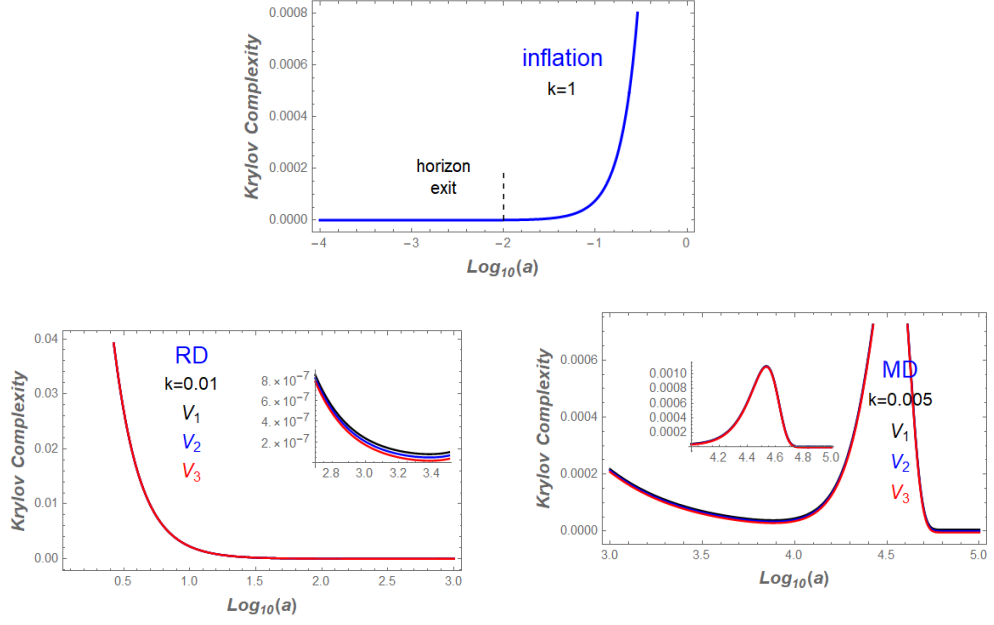 0.0008
0.0006
0.0004
0.0002
0.0000
Krylov Complexity
inflation
k=1
horizon
exit
−4
−3
−2
−1
0
Log10(a)
0.04
0.03
0.02
0.01
0.00
Krylov Complexity
RD
k=0.01
V1
V2
V3
8. × 10−7
6. × 10−7
4. × 10−7
2. × 10−7
2.8 3.0 3.2 3.4
0.5 1.0 1.5 2.0 2.5 3.0
Log10(a)
0.0006
0.0004
0.0002
0.0000
Krylov Complexity
0.0010
0.0008
0.0006
0.0004
0.0002
4.2 4.4 4.6 4.8 5.0
MD
k=0.005
V1
V2
V3
3.0 3.5 4.0 4.5 5.0
Log10(a)